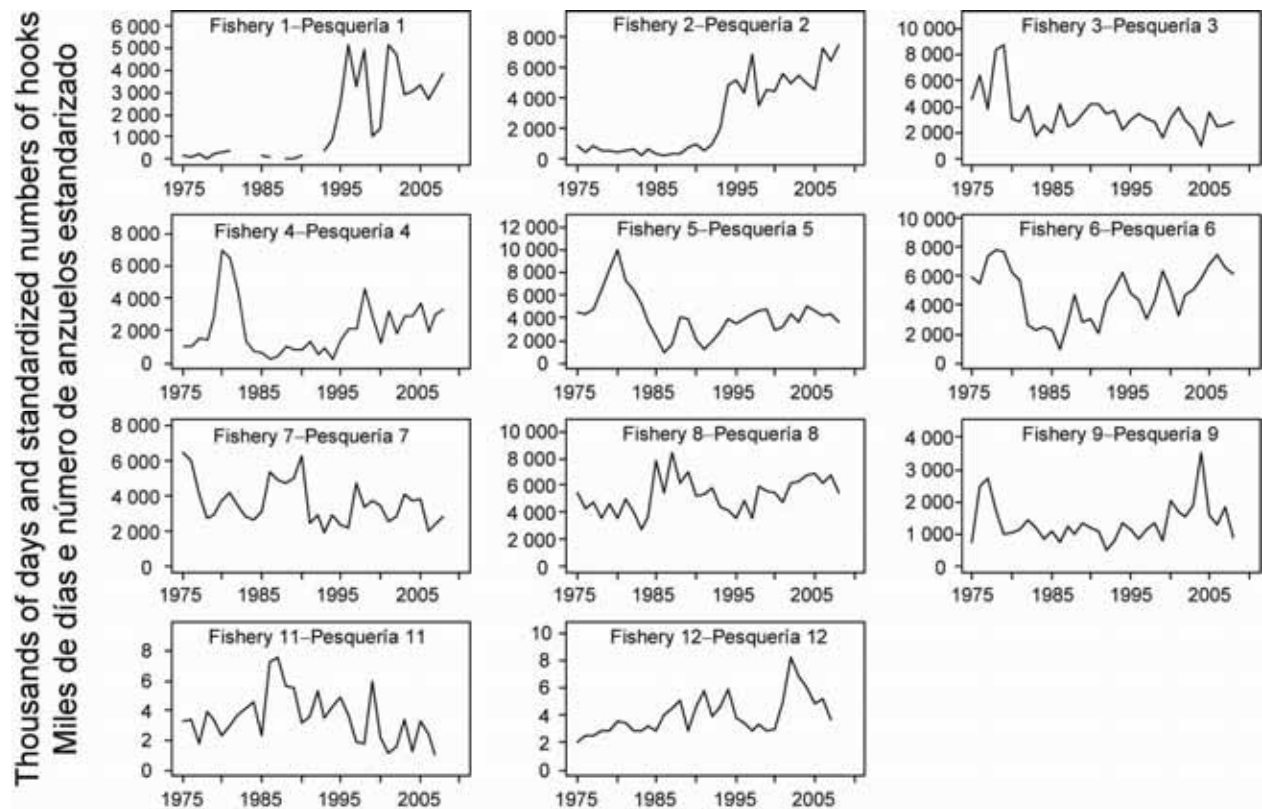 Thousands of days and standardized numbers of hooks
Miles de días e número de anzuelos estandarizado
Fishery 1–Pesquería 1
6 000
5 000
4 000
3 000
2 000
1 000
0
1975 1985 1995 2005
Fishery 2–Pesquería 2
8 000
6 000
4 000
2 000
0
1975 1985 1995 2005
Fishery 3–Pesquería 3
10 000
8 000
6 000
4 000
2 000
0
1975 1985 1995 2005
Fishery 4–Pesquería 4
8 000
6 000
4 000
2 000
0
1975 1985 1995 2005
Fishery 5–Pesquería 5
12 000
10 000
8 000
6 000
4 000
2 000
0
1975 1985 1995 2005
Fishery 6–Pesquería 6
10 000
8 000
6 000
4 000
2 000
0
1975 1985 1995 2005
Fishery 7–Pesquería 7
8 000
6 000
4 000
2 000
0
1975 1985 1995 2005
Fishery 8–Pesquería 8
10 000
8 000
6 000
4 000
2 000
0
1975 1985 1995 2005
Fishery 9–Pesquería 9
4 000
3 000
2 000
1 000
0
1975 1985 1995 2005
Fishery 11–Pesquería 11
8
6
4
2
0
1975 1985 1995 2005
Fishery 12–Pesquería 12
10
8
6
4
2
0
1975 1985 1995 2005